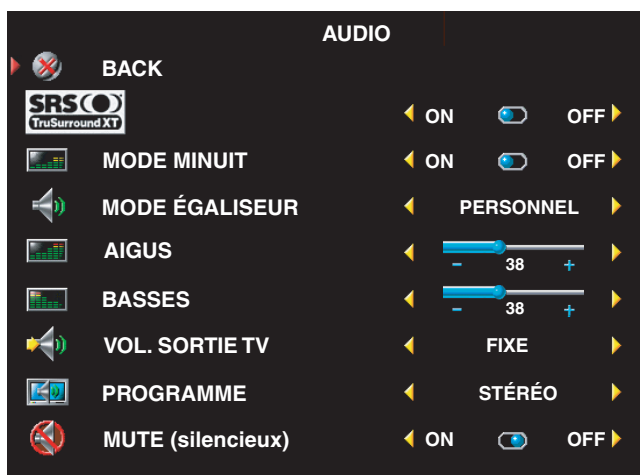 AUDIO
BACK
SRS TruSurround XT ON OFF
MODE MINUIT ON OFF
MODE ÉGALISEUR PERSONNEL
AIGUS - 38 +
BASSES - 38 +
VOL. SORTIE TV FIXE
PROGRAMME STÉRÉO
MUTE (silencieux) ON OFF